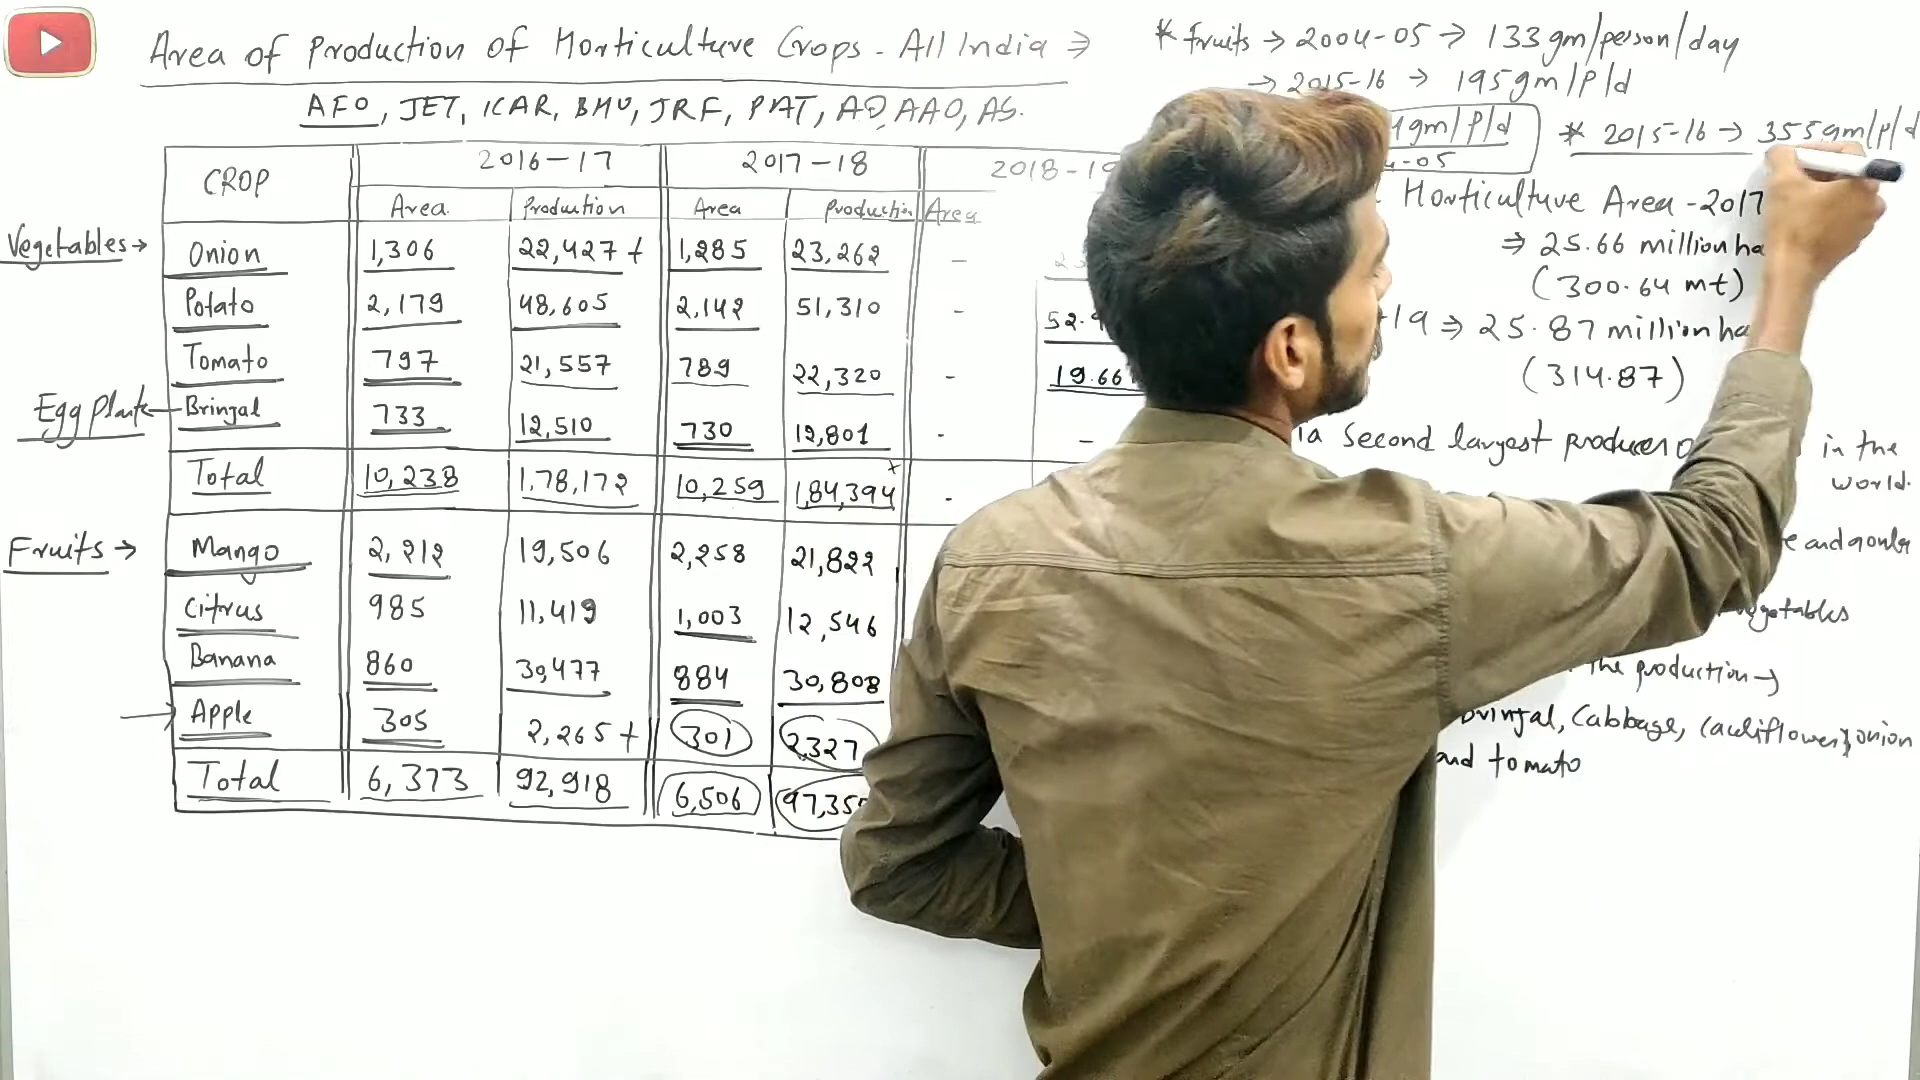 Area of Production of Horticulture Crops - All India ⇒
AFO, JET, ICAR, BHU, JRF, PAT, AO, AAO, AS.
CROP 2016-17 2017-18 2018-19
Area. Production Area Production Area
Vegetables → Onion 1,306 22,427 + 1,285 23,262 -
Potato 2,179 48,605 2,142 51,310 - 52.
Tomato 797 21,557 789 22,320 - 19.66
Egg Plant - Brinjal 733 12,510 730 12,801 - -
Total 10,238 1,78,172 10,259 1,84,394 -
Fruits → Mango 2,212 19,506 2,258 21,822
Citrus 985 11,419 1,003 12,546
Banana 860 30,477 884 30,808
→ Apple 305 2,265 + 301 2,327
Total 6,373 92,918 6,506 97,35
* Fruits → 2004-05 → 133 gm/person/day
→ 2015-16 → 195 gm/P/d
gm/P/d * 2015-16 → 355 gm/P/d
-05
Horticulture Area - 2017
⇒ 25.66 million ha
(300.64 mt)
19 ⇒ 25.87 million ha
(314.87)
Second largest producer in the
world.
and
vegetables
the production →
brinjal, Cabbage, Cauliflower, onion
and tomato